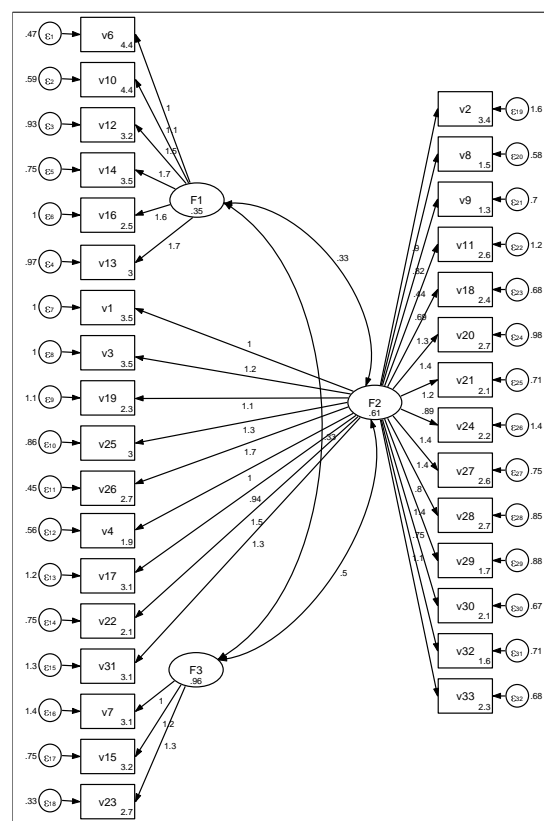 .47 ε1 v6 4.4
.59 ε2 v10 4.4
.93 ε3 v12 3.2
.75 ε5 v14 3.5
1 ε6 v16 2.5
.97 ε4 v13 3
1 ε7 v1 3.5
1 ε8 v3 3.5
1.1 ε9 v19 2.3
.86 ε10 v25 3
.45 ε11 v26 2.7
.56 ε12 v4 1.9
1.2 ε13 v17 3.1
.75 ε14 v22 2.1
1.3 ε15 v31 3.1
1.4 ε16 v7 3.1
.75 ε17 v15 3.2
.33 ε18 v23 2.7
1
1.1
1.5
1.7
1.6
1.7
F1
.35
.33
.53
.5
1
1.2
1.1
1.3
1.7
1
.94
1.5
1.3
F2
.61
F3
.96
1
1.2
1.3
.9
.82
.44
.69
1.3
1.4
1.2
.89
1.4
1.4
.8
1.4
.75
1.1
v2 3.4 ε19 1.6
v8 1.5 ε20 .58
v9 1.3 ε21 .7
v11 2.6 ε22 1.2
v18 2.4 ε23 .68
v20 2.7 ε24 .98
v21 2.1 ε25 .71
v24 2.2 ε26 1.4
v27 2.6 ε27 .75
v28 2.7 ε28 .85
v29 1.7 ε29 .88
v30 2.1 ε30 .67
v32 1.6 ε31 .71
v33 2.3 ε32 .68